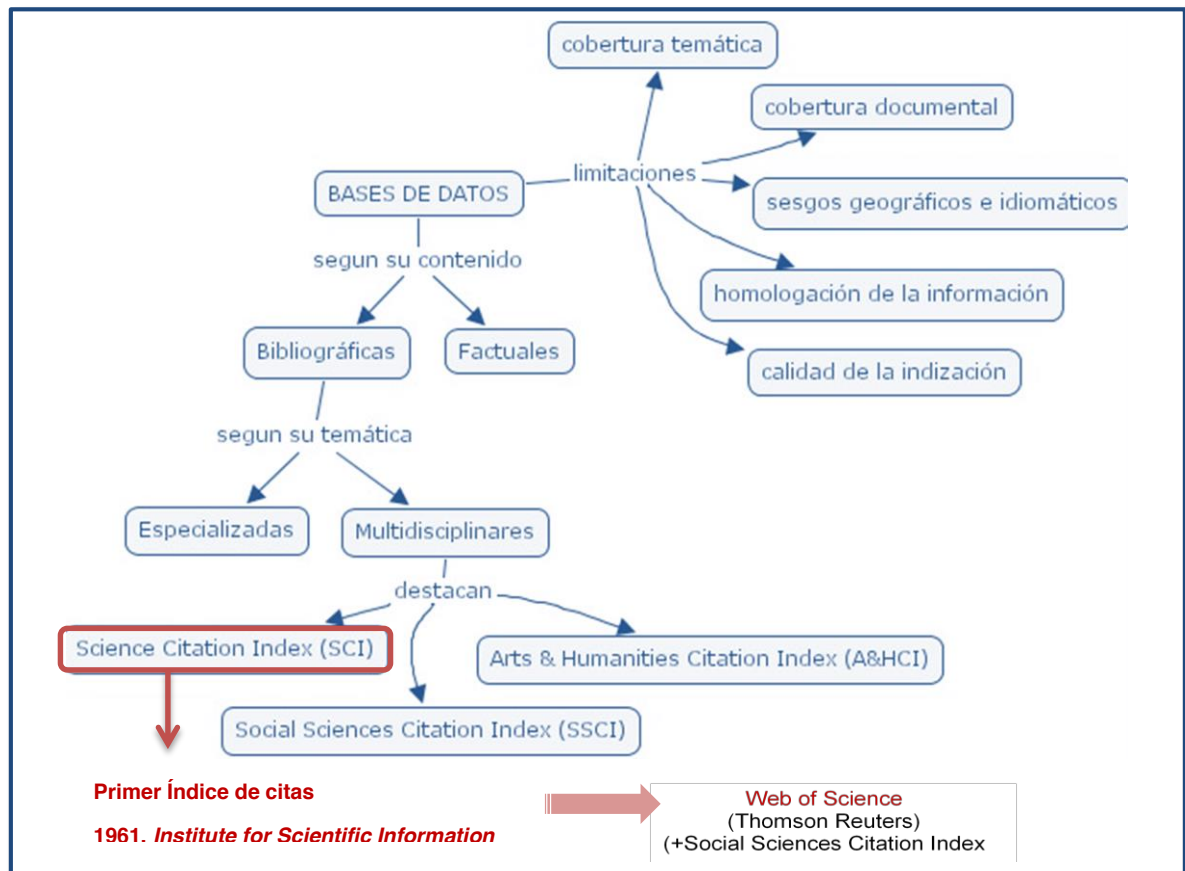 cobertura temática
cobertura documental
limitaciones
BASES DE DATOS
sesgos geográficos e idiomáticos
segun su contenido
homologación de la información
Bibliográficas
Factuales
calidad de la indización
segun su temática
Especializadas
Multidisciplinares
destacan
Science Citation Index (SCI)
Arts & Humanities Citation Index (A&HCI)
Social Sciences Citation Index (SSCI)
Primer Índice de citas
1961. Institute for Scientific Information
Web of Science
(Thomson Reuters)
(+Social Sciences Citation Index